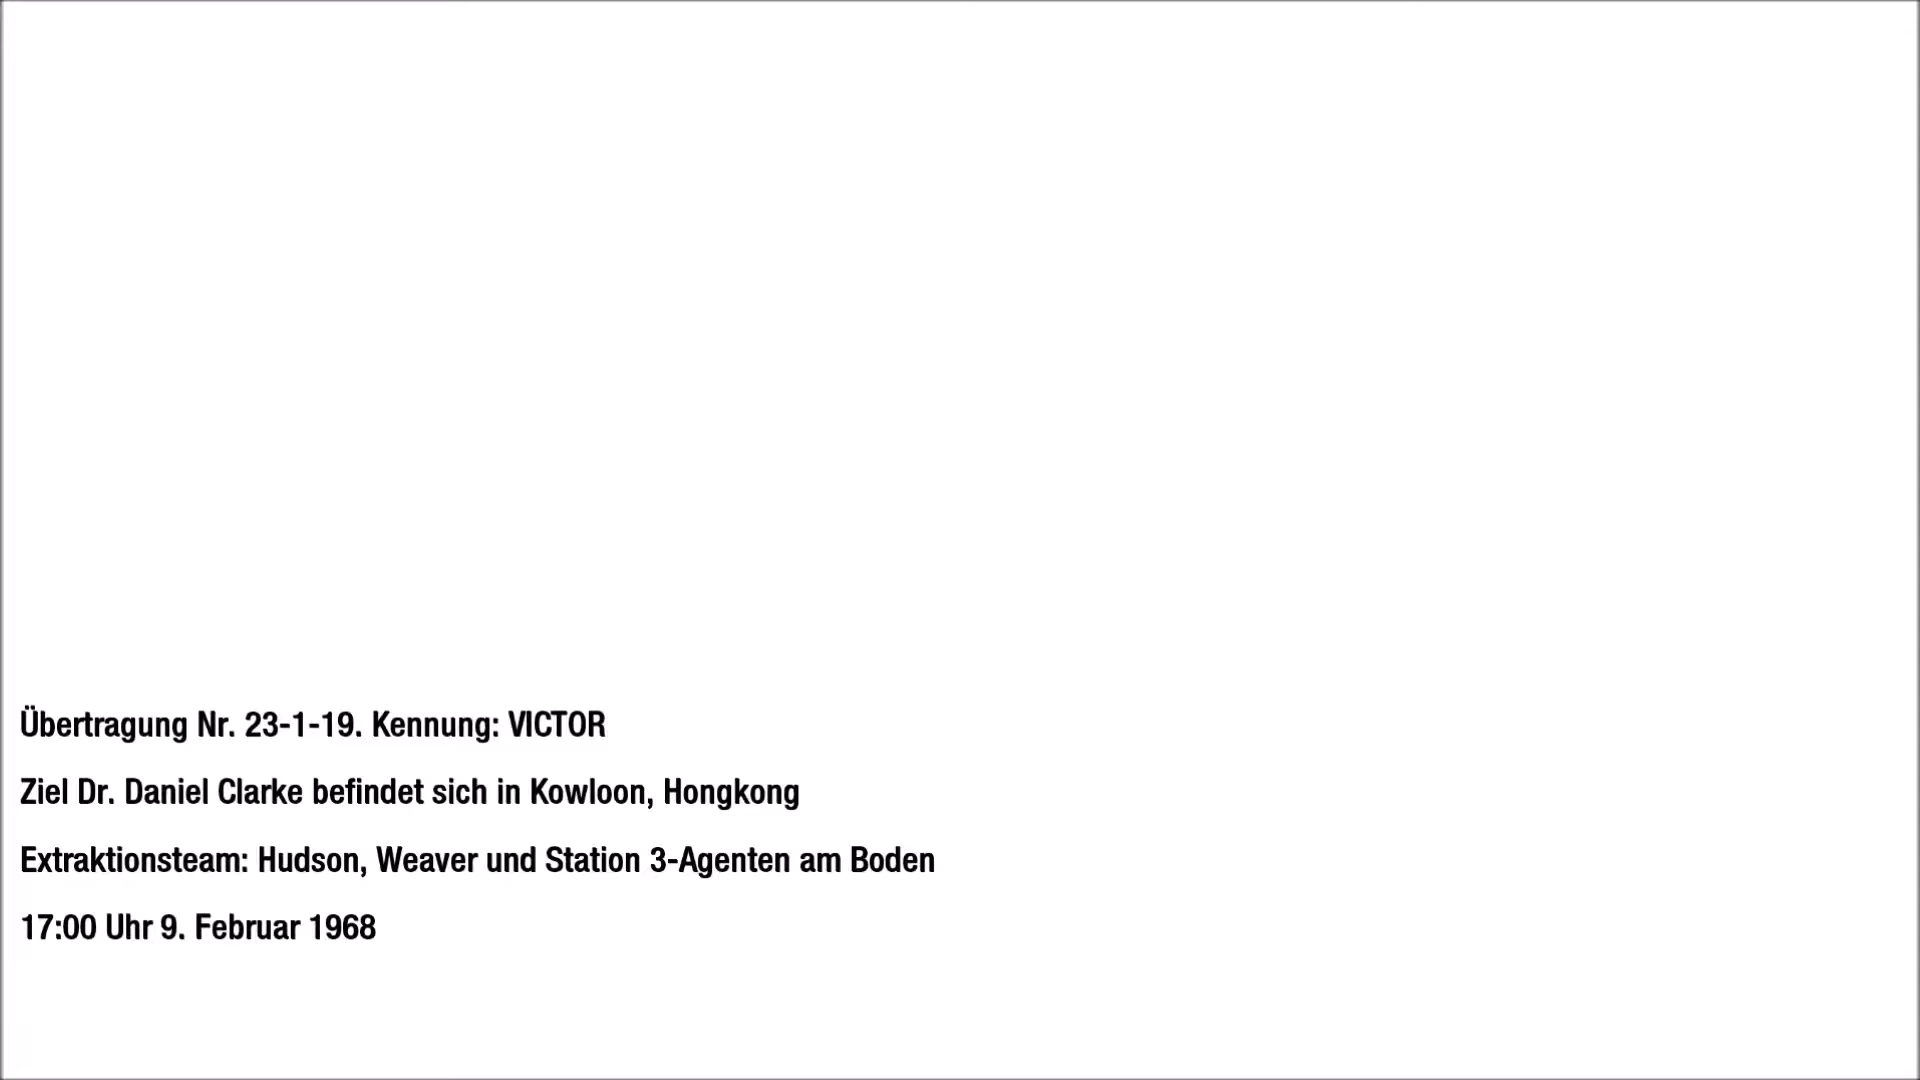 Übertragung Nr. 23-1-19. Kennung: VICTOR
Ziel Dr. Daniel Clarke befindet sich in Kowloon, Hongkong
Extraktionsteam: Hudson, Weaver und Station 3-Agenten am Boden
17:00 Uhr 9. Februar 1968